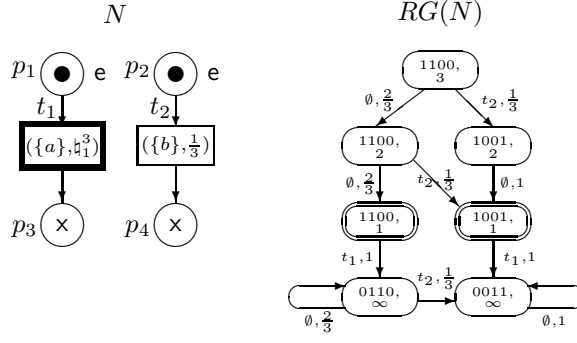 N
RG(N)
p₁ e
p₂ e
t₁
t₂
({a},♮₁³)
({b},1/3)
p₃ x
p₄ x
1100,
3
∅,2/3
t₂,1/3
1100,
2
1001,
2
∅,2/3
t₂,1/3
∅,1
1100,
1
1001,
1
t₁,1
t₁,1
0110,
∞
t₂,1/3
0011,
∞
∅,2/3
∅,1